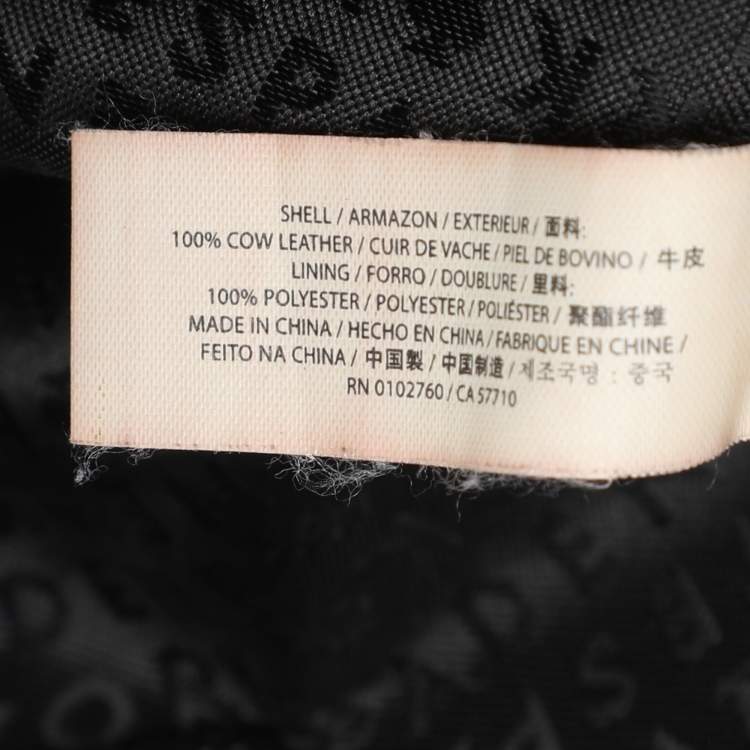 SHELL / ARMAZON / EXTERIEUR / 面料:
100% COW LEATHER / CUIR DE VACHE / PIEL DE BOVINO / 牛皮
LINING / FORRO / DOUBLURE / 里料:
100% POLYESTER / POLYESTER / POLIÉSTER / 聚酯纤维
MADE IN CHINA / HECHO EN CHINA / FABRIQUE EN CHINE /
FEITO NA CHINA / 中国製 / 中国制造 / 제조국명 : 중국
RN 0102760 / CA 57710